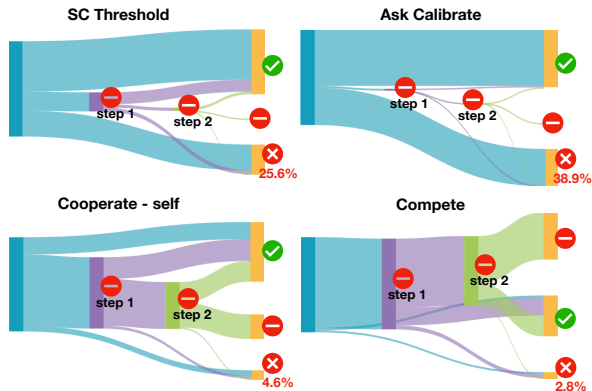 SC Threshold
step 1
step 2
25.6%
Ask Calibrate
step 1
step 2
38.9%
Cooperate - self
step 1
step 2
4.6%
Compete
step 1
step 2
2.8%